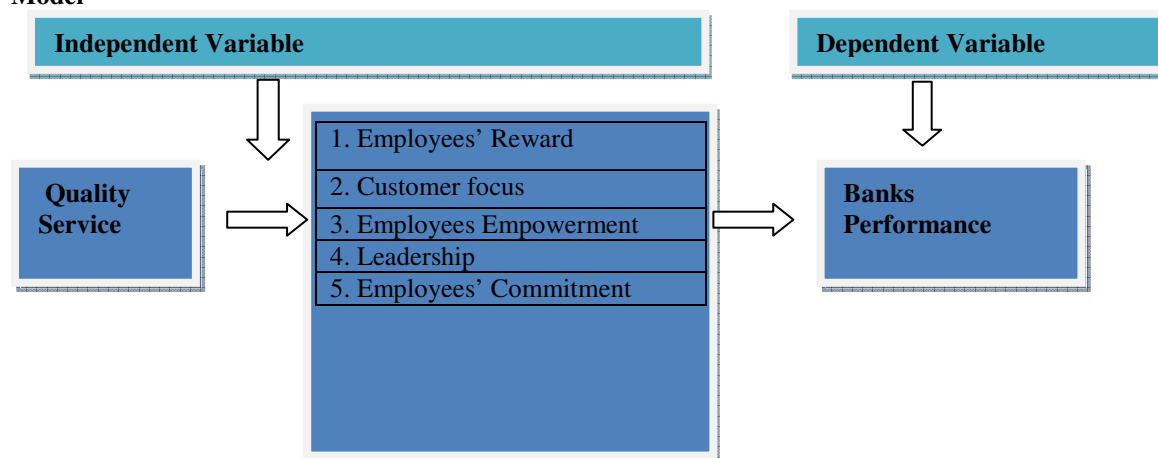 Model
Independent Variable
Dependent Variable
1. Employees’ Reward
2. Customer focus
3. Employees Empowerment
4. Leadership
5. Employees’ Commitment
Quality
Service
Banks
Performance